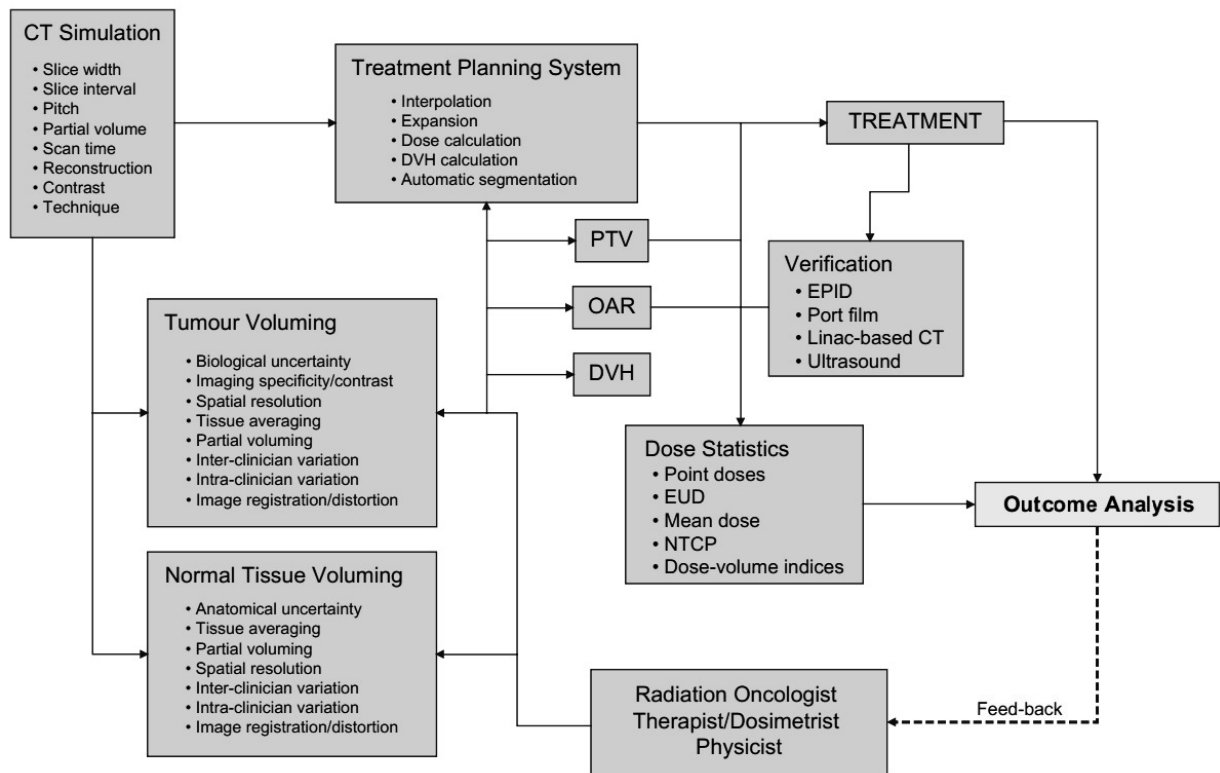 CT Simulation
• Slice width
• Slice interval
• Pitch
• Partial volume
• Scan time
• Reconstruction
• Contrast
• Technique
Treatment Planning System
• Interpolation
• Expansion
• Dose calculation
• DVH calculation
• Automatic segmentation
TREATMENT
PTV
OAR
DVH
Verification
• EPID
• Port film
• Linac-based CT
• Ultrasound
Tumour Voluming
• Biological uncertainty
• Imaging specificity/contrast
• Spatial resolution
• Tissue averaging
• Partial voluming
• Inter-clinician variation
• Intra-clinician variation
• Image registration/distortion
Dose Statistics
• Point doses
• EUD
• Mean dose
• NTCP
• Dose-volume indices
Outcome Analysis
Normal Tissue Voluming
• Anatomical uncertainty
• Tissue averaging
• Partial voluming
• Spatial resolution
• Inter-clinician variation
• Intra-clinician variation
• Image registration/distortion
Radiation Oncologist
Therapist/Dosimetrist
Physicist
Feed-back